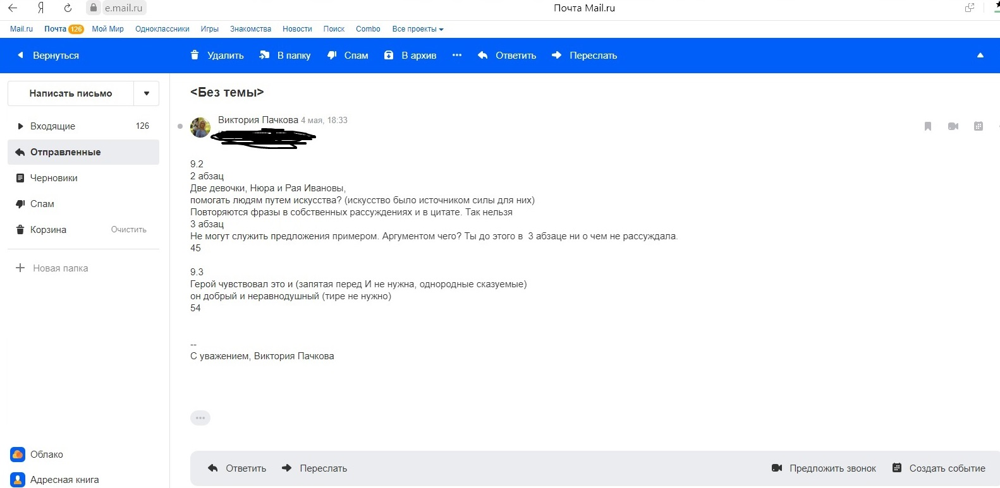 e.mail.ru
Почта Mail.ru
Mail.ru Почта 126 Мой Мир Одноклассники Игры Знакомства Новости Поиск Combo Все проекты
Вернуться Удалить В папку Спам В архив Ответить Переслать
Написать письмо
Входящие 126
Отправленные
Черновики
Спам
Корзина Очистить
Новая папка
Облако
Адресная книга
<Без темы>
Виктория Пачкова 4 мая, 18:33
9.2
2 абзац
Две девочки, Нюра и Рая Ивановы,
помогать людям путем искусства? (искусство было источником силы для них)
Повторяются фразы в собственных рассуждениях и в цитате. Так нельзя
3 абзац
Не могут служить предложения примером. Аргументом чего? Ты до этого в  3 абзаце ни о чем не рассуждала.
45
9.3
Герой чувствовал это и (запятая перед И не нужна, однородные сказуемые)
он добрый и неравнодушный (тире не нужно)
54
--
С уважением, Виктория Пачкова
Ответить Переслать Предложить звонок Создать событие